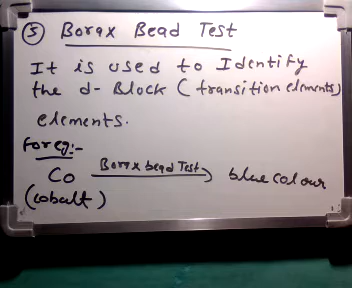 ⑤ Borax Bead Test
It is used to Identify
the d-Block (transition elments)
elements.
For eg:-
Co Borax bead Test → blue colour
(cobalt)